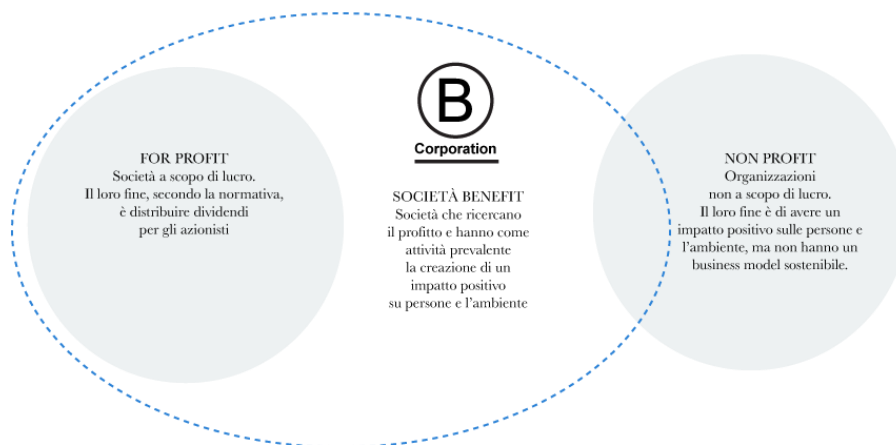 FOR PROFIT
Società a scopo di lucro.
Il loro fine, secondo la normativa,
è distribuire dividendi
per gli azionisti
B
Corporation
SOCIETÀ BENEFIT
Società che ricercano
il profitto e hanno come
attività prevalente
la creazione di un
impatto positivo
su persone e l'ambiente
NON PROFIT
Organizzazioni
non a scopo di lucro.
Il loro fine è di avere un
impatto positivo sulle persone e
l'ambiente, ma non hanno un
business model sostenibile.